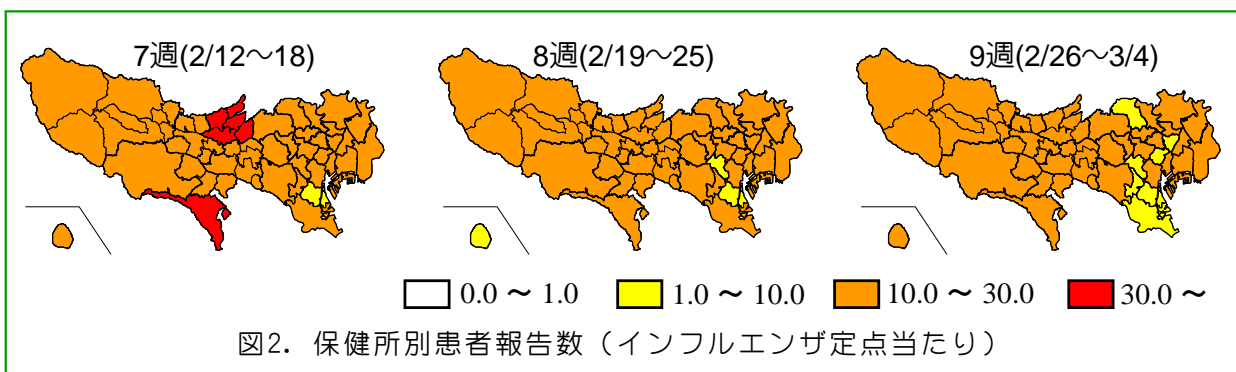 7週(2/12～18)
8週(2/19～25)
9週(2/26～3/4)
0.0 ～ 1.0
1.0 ～ 10.0
10.0 ～ 30.0
30.0 ～
図2. 保健所別患者報告数（インフルエンザ定点当たり）